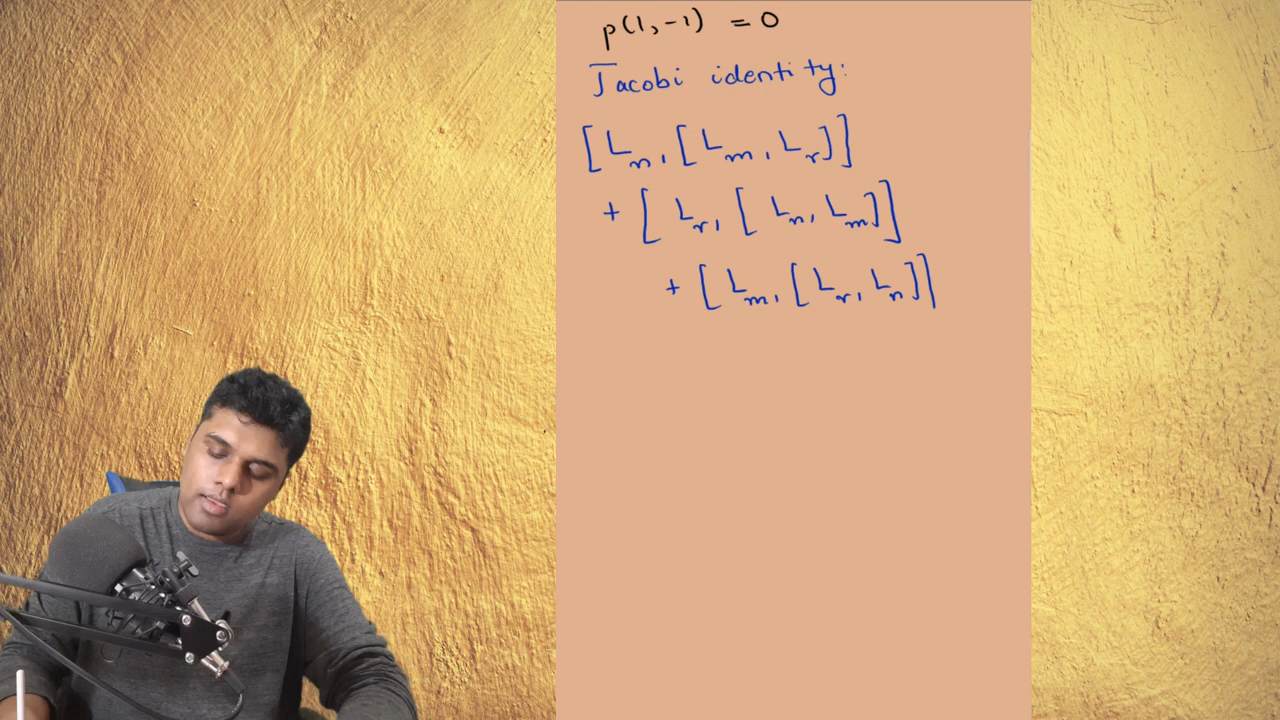 p(1,-1) = 0
Jacobi identity:
[L_n, [L_m, L_r]]
+ [L_r, [L_n, L_m]]
+ [L_m, [L_r, L_n]]